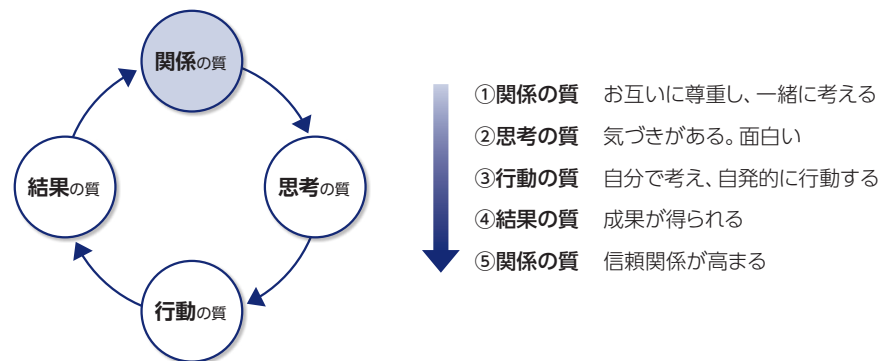 関係の質
思考の質
行動の質
結果の質
①関係の質 お互いに尊重し、一緒に考える
②思考の質 気づきがある。面白い
③行動の質 自分で考え、自発的に行動する
④結果の質 成果が得られる
⑤関係の質 信頼関係が高まる